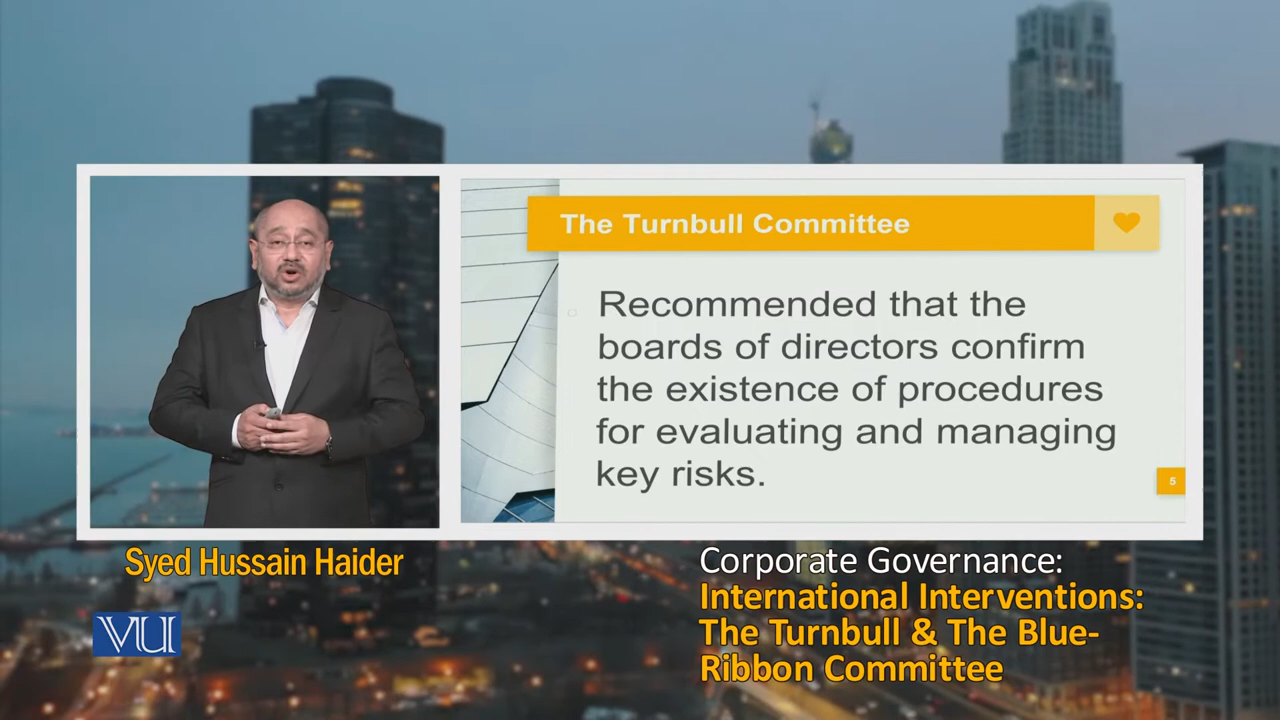 The Turnbull Committee
Recommended that the
boards of directors confirm
the existence of procedures
for evaluating and managing
key risks.
5
Syed Hussain Haider
VU
Corporate Governance:
International Interventions:
The Turnbull & The Blue-
Ribbon Committee